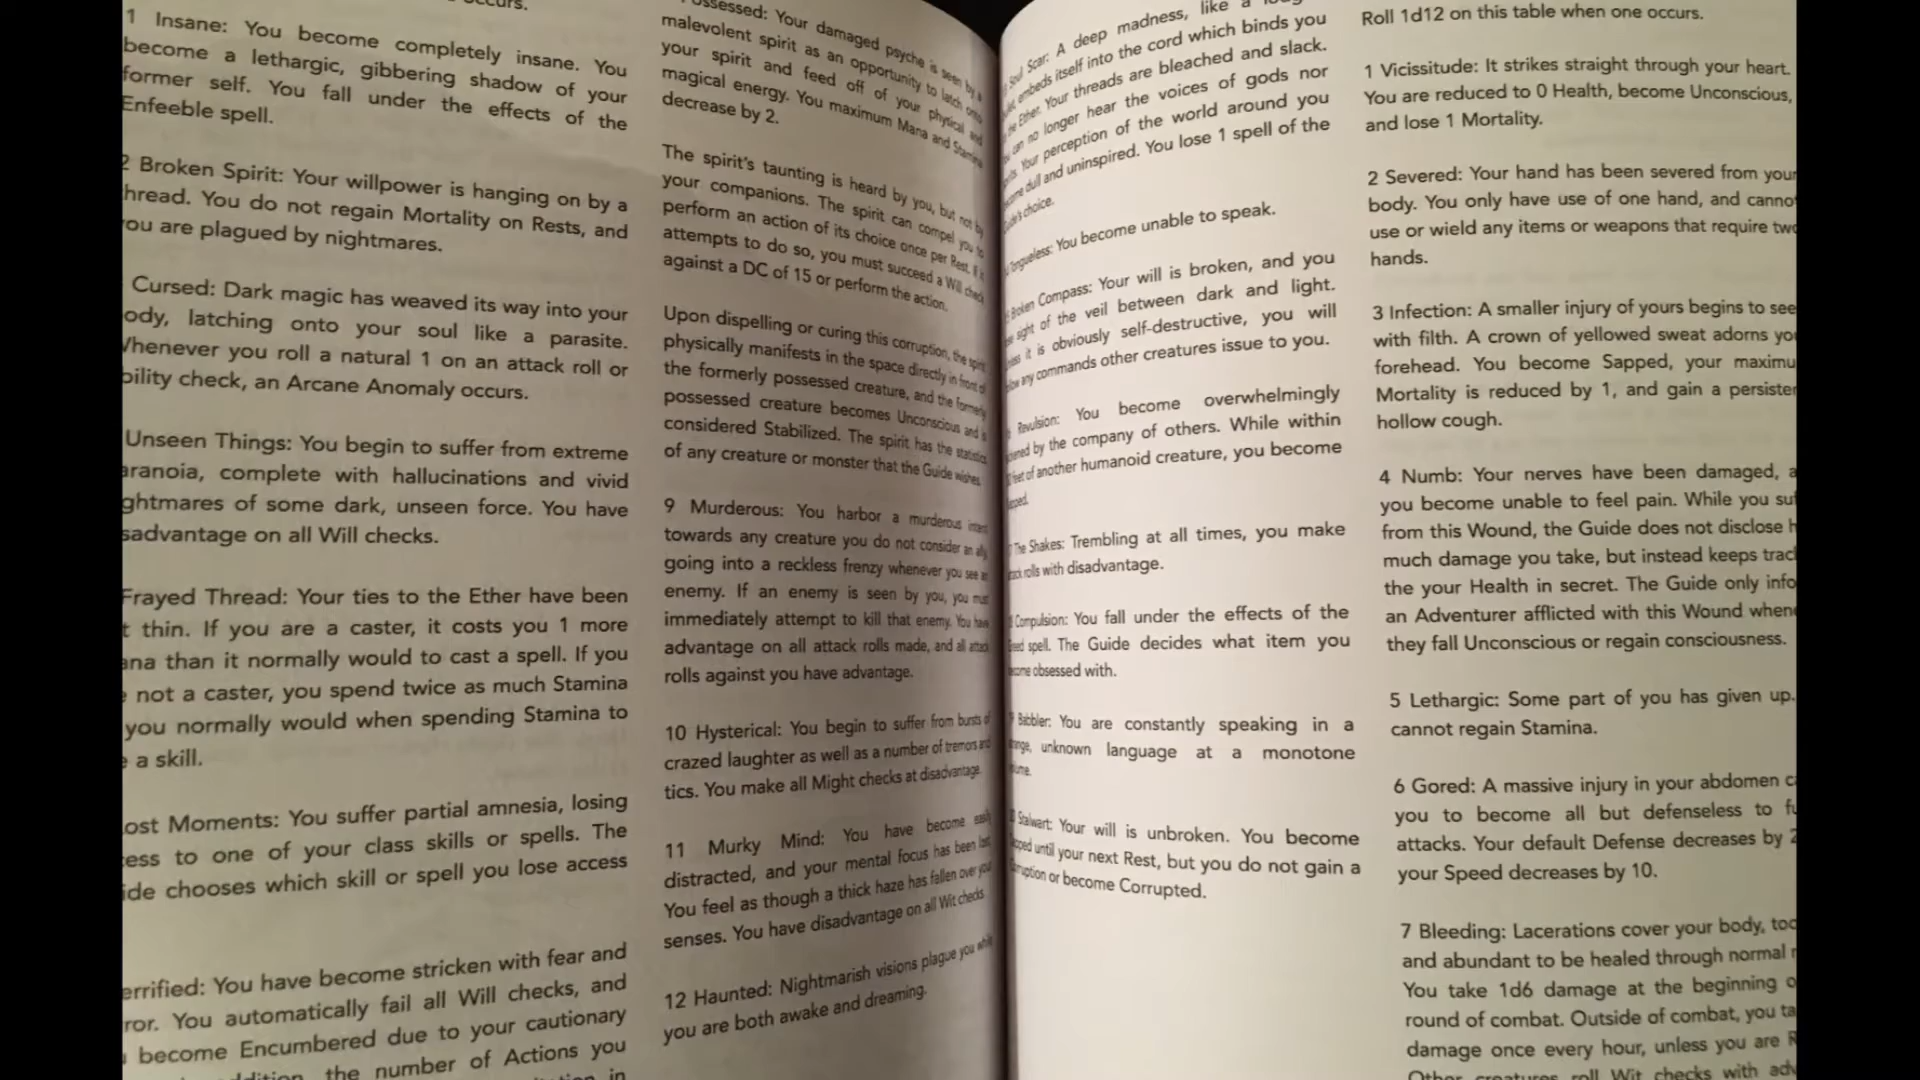 occurs.
1 Insane: You become completely insane. You
become a lethargic, gibbering shadow of your
former self. You fall under the effects of the
Enfeeble spell.
2 Broken Spirit: Your willpower is hanging on by a
thread. You do not regain Mortality on Rests, and
you are plagued by nightmares.
Cursed: Dark magic has weaved its way into your
ody, latching onto your soul like a parasite.
Whenever you roll a natural 1 on an attack roll or
bility check, an Arcane Anomaly occurs.
Unseen Things: You begin to suffer from extreme
aranoia, complete with hallucinations and vivid
ghtmares of some dark, unseen force. You have
sadvantage on all Will checks.
Frayed Thread: Your ties to the Ether have been
t thin. If you are a caster, it costs you 1 more
ana than it normally would to cast a spell. If you
e not a caster, you spend twice as much Stamina
you normally would when spending Stamina to
e a skill.
ost Moments: You suffer partial amnesia, losing
cess to one of your class skills or spells. The
ide chooses which skill or spell you lose access
errified: You have become stricken with fear and
ror. You automatically fail all Will checks, and
become Encumbered due to your cautionary
the number of Actions you
in
ossessed: Your damaged psyche is seen by a
malevolent spirit as an opportunity to latch onto
your spirit and feed off of your physical and
magical energy. You maximum Mana and Stamina
decrease by 2.
The spirit's taunting is heard by you, but not by
your companions. The spirit can compel you to
perform an action of its choice once per Rest. If it
attempts to do so, you must succeed a Will check
against a DC of 15 or perform the action.
Upon dispelling or curing this corruption, the spirit
physically manifests in the space directly in front of
the formerly possessed creature, and the formerly
possessed creature becomes Unconscious and is
considered Stabilized. The spirit has the statistics
of any creature or monster that the Guide wishes.
9 Murderous: You harbor a murderous intent
towards any creature you do not consider an ally,
going into a reckless frenzy whenever you see an
enemy. If an enemy is seen by you, you must
immediately attempt to kill that enemy. You have
advantage on all attack rolls made, and all attack
rolls against you have advantage.
10 Hysterical: You begin to suffer from bursts of
crazed laughter as well as a number of tremors and
tics. You make all Might checks at disadvantage.
11 Murky Mind: You have become easily
distracted, and your mental focus has been lost.
You feel as though a thick haze has fallen over your
senses. You have disadvantage on all Wit checks.
12 Haunted: Nightmarish visions plague you while
you are both awake and dreaming.
Soul Scar: A deep madness, like a
embeds itself into the cord which binds you
the Ether. Your threads are bleached and slack.
can no longer hear the voices of gods nor
Your perception of the world around you
dull and uninspired. You lose 1 spell of the
Guide's choice.
Tongueless: You become unable to speak.
Broken Compass: Your will is broken, and you
sight of the veil between dark and light.
it is obviously self-destructive, you will
any commands other creatures issue to you.
Revulsion: You become overwhelmingly
by the company of others. While within
feet of another humanoid creature, you become
The Shakes: Trembling at all times, you make
rolls with disadvantage.
Compulsion: You fall under the effects of the
spell. The Guide decides what item you
obsessed with.
Babbler: You are constantly speaking in a
unknown language at a monotone
Stalwart: Your will is unbroken. You become
until your next Rest, but you do not gain a
or become Corrupted.
Roll 1d12 on this table when one occurs.
1 Vicissitude: It strikes straight through your heart.
You are reduced to 0 Health, become Unconscious,
and lose 1 Mortality.
2 Severed: Your hand has been severed from your
body. You only have use of one hand, and canno
use or wield any items or weapons that require two
hands.
3 Infection: A smaller injury of yours begins to see
with filth. A crown of yellowed sweat adorns yo
forehead. You become Sapped, your maximu
Mortality is reduced by 1, and gain a persiste
hollow cough.
4 Numb: Your nerves have been damaged, a
you become unable to feel pain. While you suf
from this Wound, the Guide does not disclose h
much damage you take, but instead keeps trac
the your Health in secret. The Guide only info
an Adventurer afflicted with this Wound when
they fall Unconscious or regain consciousness.
5 Lethargic: Some part of you has given up.
cannot regain Stamina.
6 Gored: A massive injury in your abdomen ca
you to become all but defenseless to fu
attacks. Your default Defense decreases by 2
your Speed decreases by 10.
7 Bleeding: Lacerations cover your body, too
and abundant to be healed through normal
You take 1d6 damage at the beginning o
round of combat. Outside of combat, you ta
damage once every hour, unless you are R
Other creatures roll Wit checks with adv